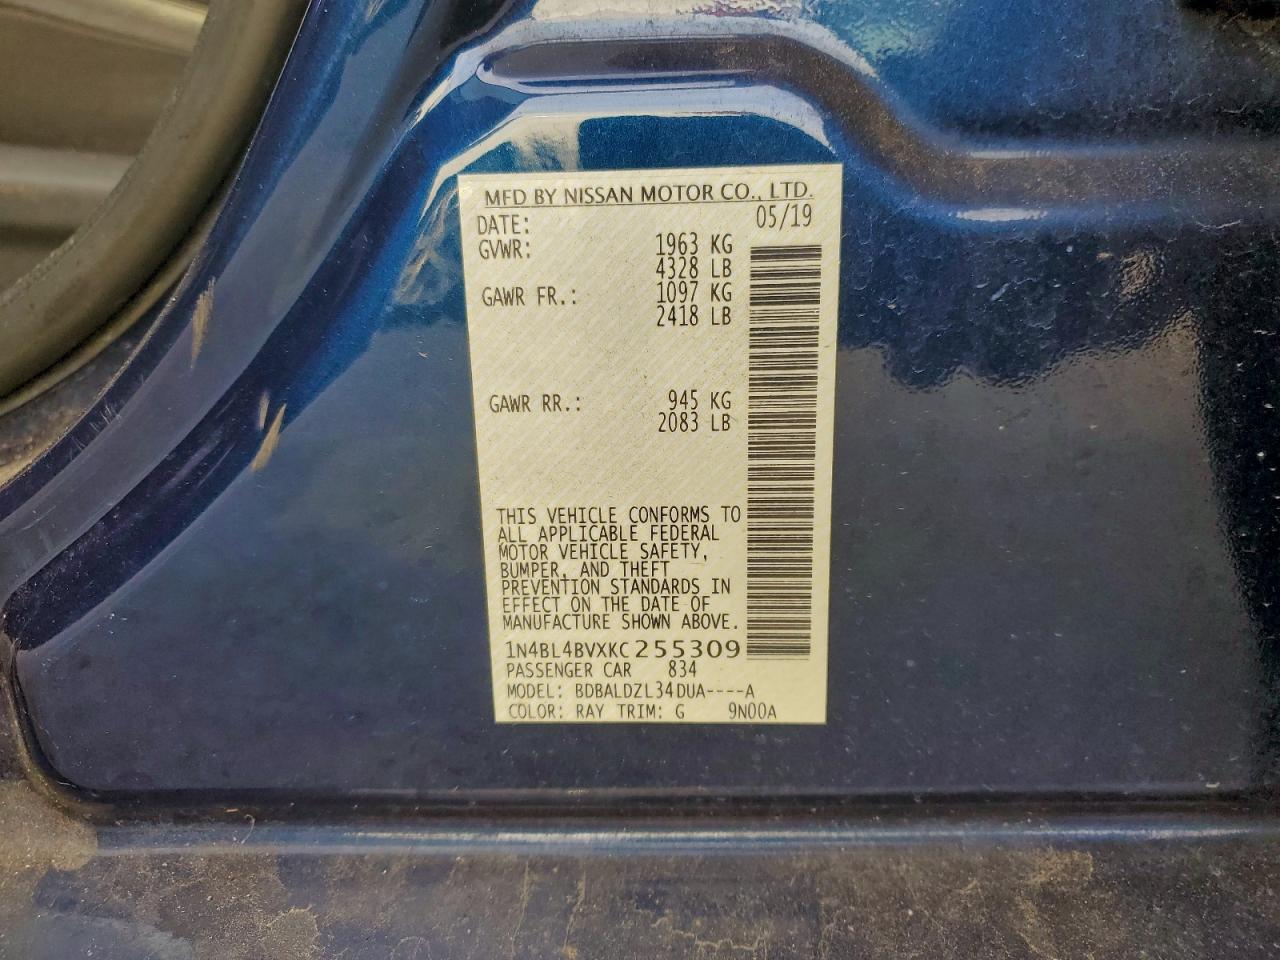 MFD BY NISSAN MOTOR CO., LTD.
DATE: 05/19
GVWR: 1963 KG
4328 LB
GAWR FR.: 1097 KG
2418 LB
GAWR RR.: 945 KG
2083 LB
THIS VEHICLE CONFORMS TO
ALL APPLICABLE FEDERAL
MOTOR VEHICLE SAFETY,
BUMPER, AND THEFT
PREVENTION STANDARDS IN
EFFECT ON THE DATE OF
MANUFACTURE SHOWN ABOVE.
1N4BL4BVXKC255309
PASSENGER CAR 834
MODEL: BDBALDZL34DUA----A
COLOR: RAY TRIM: G 9N00A